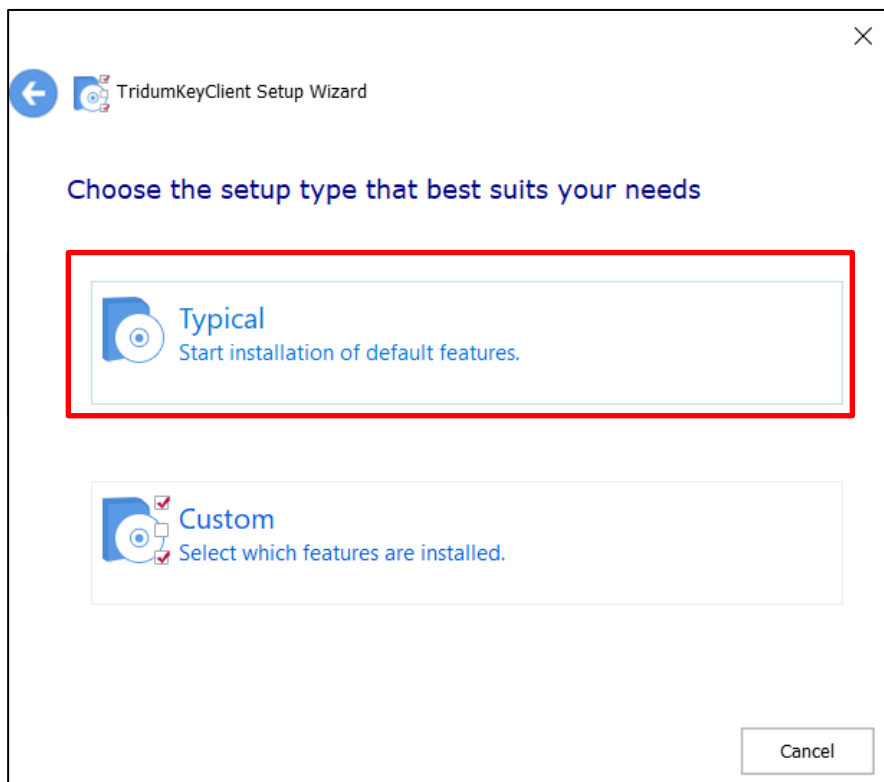 TridumKeyClient Setup Wizard
Choose the setup type that best suits your needs
Typical
Start installation of default features.
Custom
Select which features are installed.
Cancel